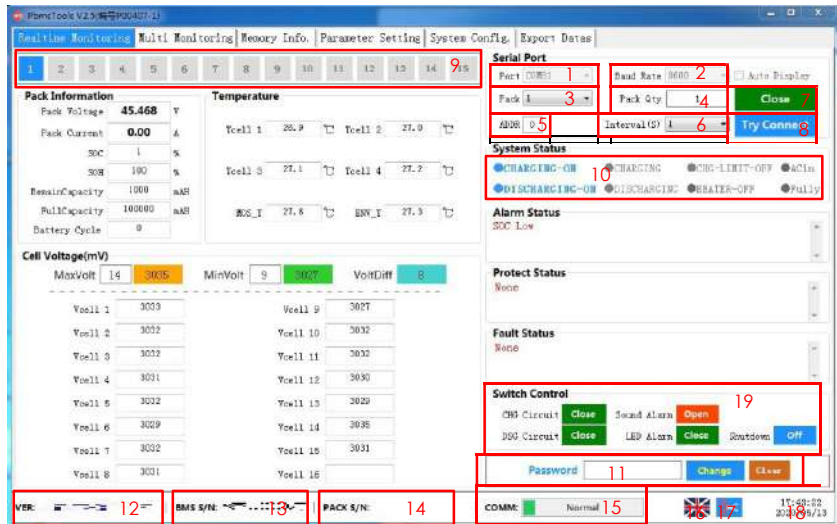 PbmsTools V2.5(编号P00407-1)
Realtime Monitoring Multi Monitoring Memory Info. Parameter Setting System Config. Export Datas
1 2 3 4 5 6 7 8 9 10 11 12 13 14 15 9
Serial Port
Port COM31 1 Baud Rate 9600 2 Auto Display
Pack 1 3 Pack Qty 1 4 Close 7
ADDR 0 5 Interval(S) 1 6 Try Connect 8
Pack Information
Pack Voltage 45.468 V
Pack Current 0.00 A
SOC 1 %
SOH 100 %
RemainCapacity 1000 mAH
FullCapacity 100000 mAH
Battery Cycle 0
Temperature
Tcell 1 26.9 ℃ Tcell 2 27.0 ℃
Tcell 3 27.1 ℃ Tcell 4 27.2 ℃
MOS_T 27.6 ℃ ENV_T 27.3 ℃
System Status
CHARGING-ON 10 CHARGING CHG-LIMIT-OFF ACin
DISCHARGING-ON DISCHARGING HEATER-OFF Fully
Alarm Status
SOC Low
Protect Status
None
Fault Status
None
Cell Voltage(mV)
MaxVolt 14 3035 MinVolt 9 3027 VoltDiff 8
Vcell 1 3033 Vcell 9 3027
Vcell 2 3032 Vcell 10 3032
Vcell 3 3032 Vcell 11 3032
Vcell 4 3031 Vcell 12 3030
Vcell 5 3032 Vcell 13 3029
Vcell 6 3029 Vcell 14 3035
Vcell 7 3032 Vcell 15 3031
Vcell 8 3031 Vcell 16
Switch Control 19
CHG Circuit Close Sound Alarm Open
DSG Circuit Close LED Alarm Close Shutdown Off
Password 11 Change Clear
VER: 12 BMS S/N: 13 PACK S/N: 14 COMM: Normal 15 16 17 18